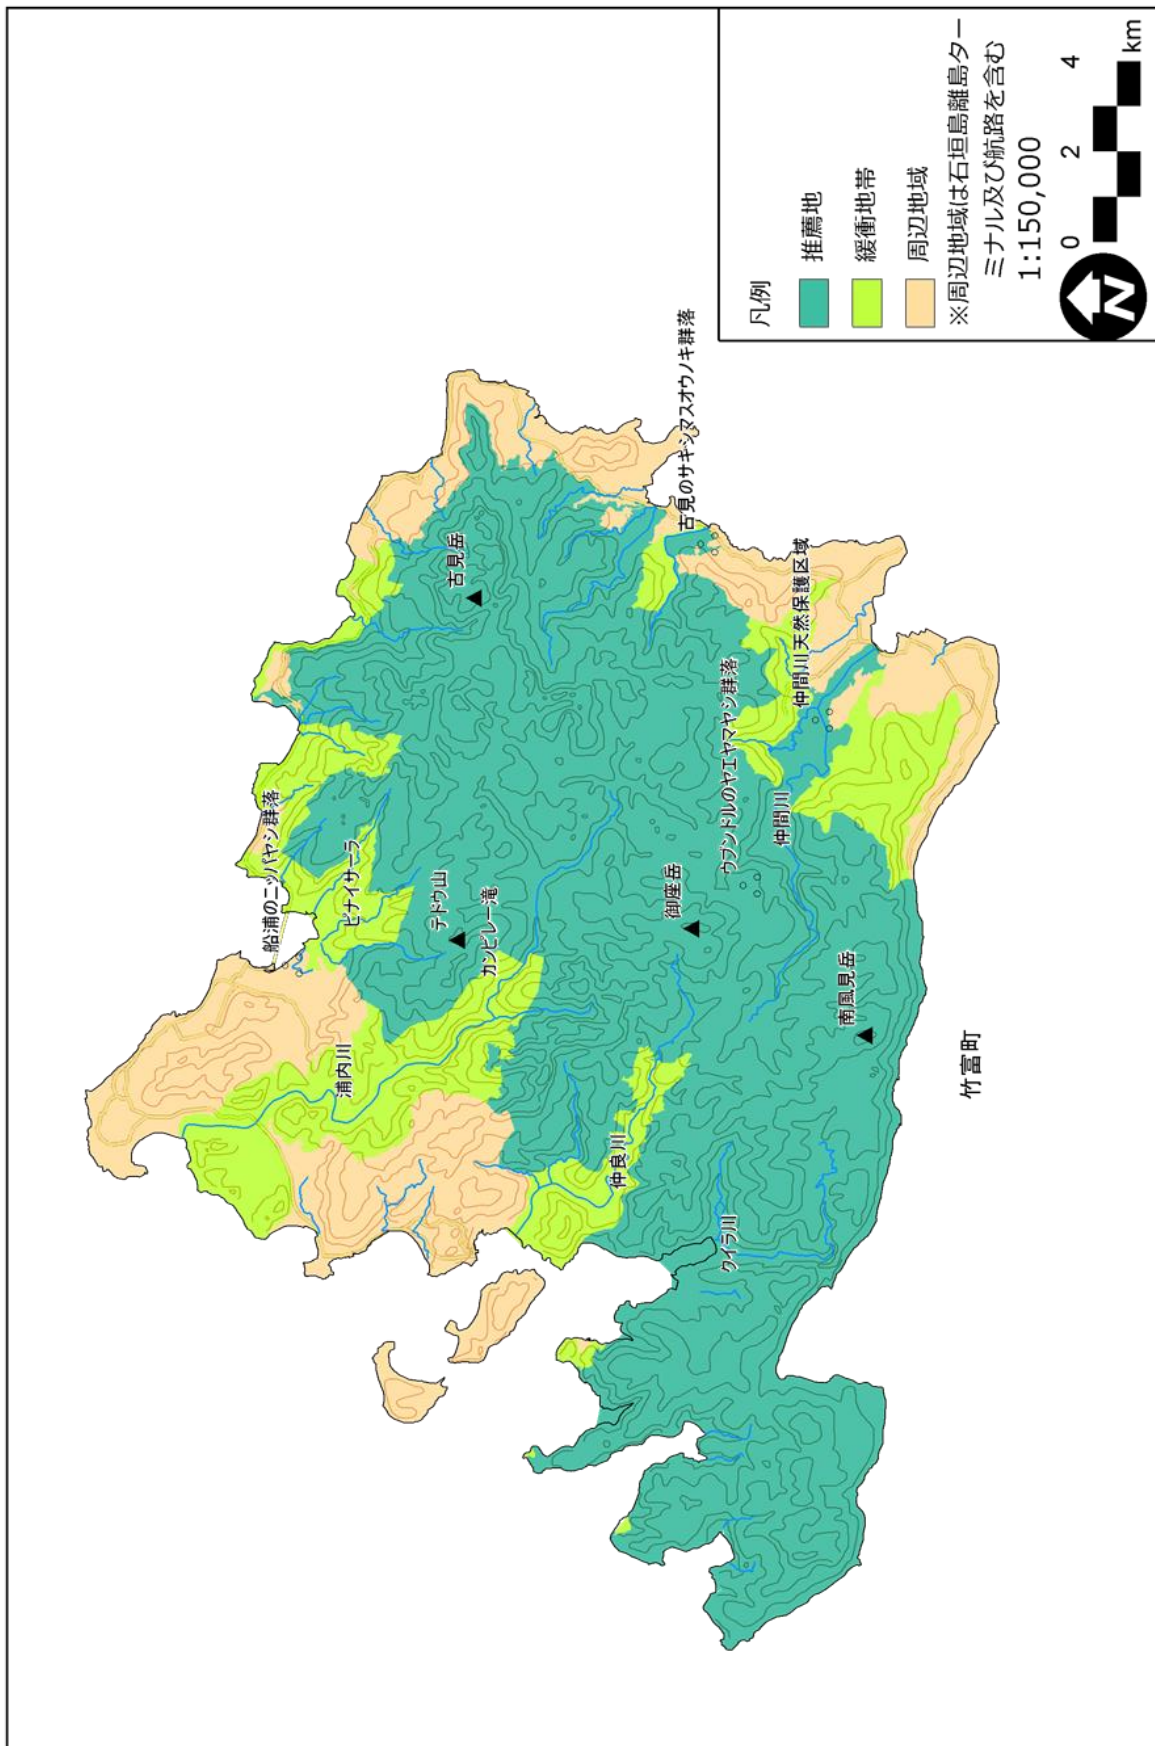 船浦のニッパヤシ群落
ピナイサーラ
浦内川
テドウ山
カンピレー滝
古見岳
仲良川
御座岳
古見のサキシマスオウノキ群落
ウブンドルのヤエヤマヤシ群落
仲間川天然保護区域
仲間川
クイラ川
南風見岳
竹富町
凡例
推薦地
緩衝地帯
周辺地域
※周辺地域は石垣島離島ター
ミナル及び航路を含む
1:150,000
N
0 2 4
km